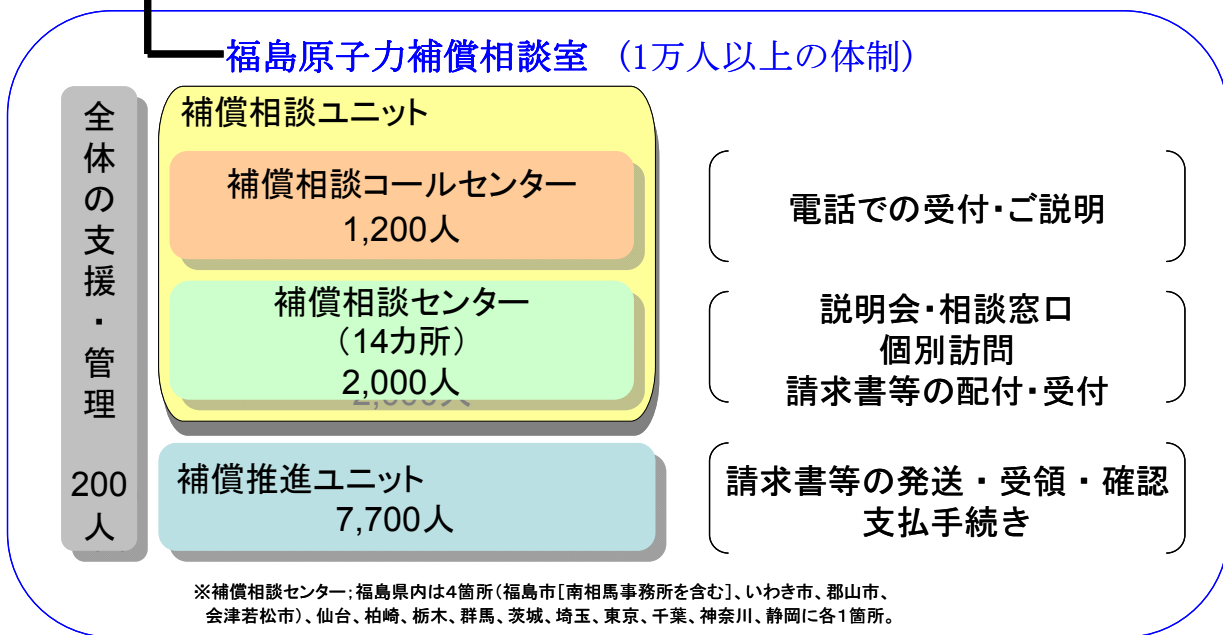 福島原子力補償相談室 (1万人以上の体制)
全体の支援・管理
200人
補償相談ユニット
補償相談コールセンター
1,200人
電話での受付・ご説明
補償相談センター
(14カ所)
2,000人
説明会・相談窓口
個別訪問
請求書等の配付・受付
補償推進ユニット
7,700人
請求書等の発送・受領・確認
支払手続き
※補償相談センター;福島県内は4箇所(福島市[南相馬事務所を含む]、いわき市、郡山市、
会津若松市)、仙台、柏崎、栃木、群馬、茨城、埼玉、東京、千葉、神奈川、静岡に各1箇所。